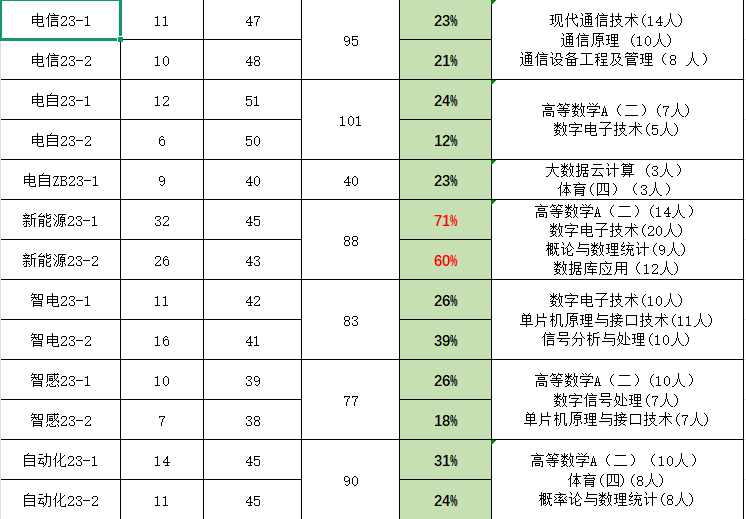 电信23-1 11 47 95 23% 现代通信技术(14人)
通信原理 (10人)
电信23-2 10 48 21% 通信设备工程及管理（8 人）
电自23-1 12 51 101 24% 高等数学A（二）(7人)
数字电子技术(5人)
电自23-2 6 50 12%
电自ZB23-1 9 40 40 23% 大数据云计算（3人）
体育(四）（3人）
新能源23-1 32 45 88 71% 高等数学A（二）(14人）
数字电子技术(20人)
概论与数理统计(9人)
新能源23-2 26 43 60% 数据库应用（12人）
智电23-1 11 42 83 26% 数字电子技术(10人)
单片机原理与接口技术(11人)
智电23-2 16 41 39% 信号分析与处理(10人)
智感23-1 10 39 77 26% 高等数学A（二）(10人）
数字信号处理(7人)
智感23-2 7 38 18% 单片机原理与接口技术(7人)
自动化23-1 14 45 90 31% 高等数学A（二）（10人）
体育(四)(8人)
自动化23-2 11 45 24% 概率论与数理统计(8人)